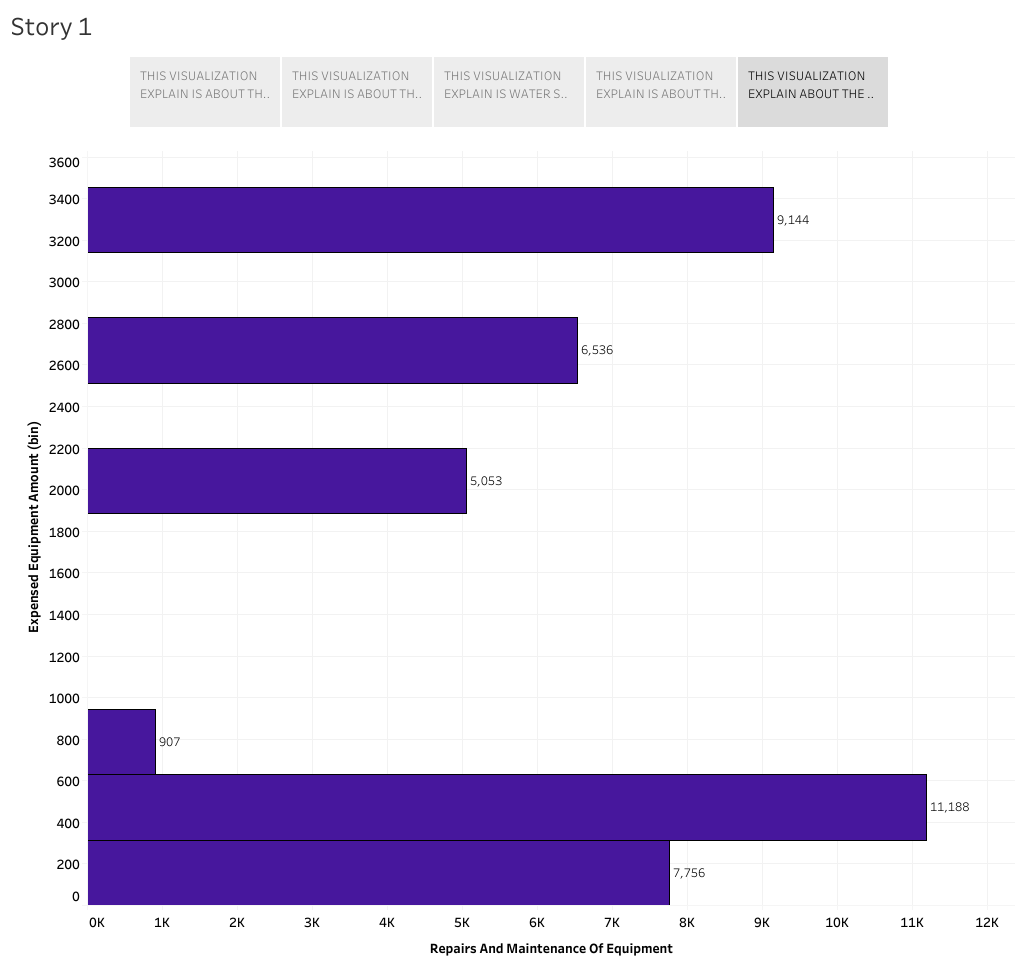 Story 1
THIS VISUALIZATION
EXPLAIN IS ABOUT TH..
THIS VISUALIZATION
EXPLAIN IS ABOUT TH..
THIS VISUALIZATION
EXPLAIN IS WATER S..
THIS VISUALIZATION
EXPLAIN IS ABOUT TH..
THIS VISUALIZATION
EXPLAIN ABOUT THE ..
Expensed Equipment Amount (bin)
3600
3400
3200
3000
2800
2600
2400
2200
2000
1800
1600
1400
1200
1000
800
600
400
200
0
9,144
6,536
5,053
907
11,188
7,756
0K
1K
2K
3K
4K
5K
6K
7K
8K
9K
10K
11K
12K
Repairs And Maintenance Of Equipment